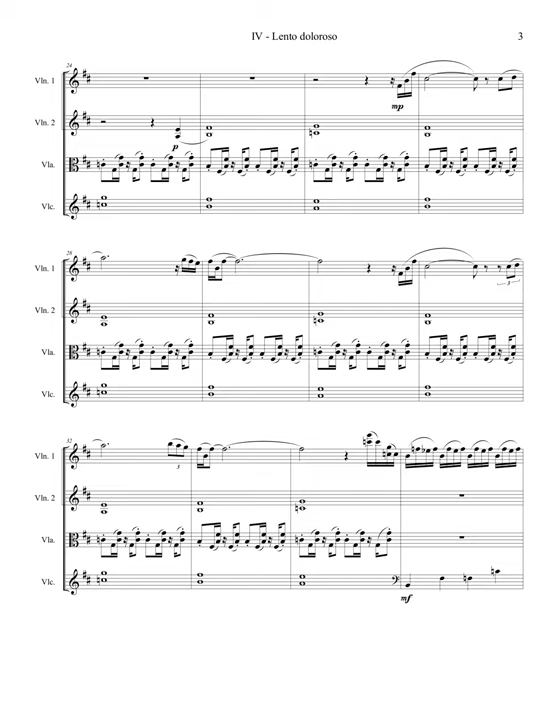 IV - Lento doloroso 3
24
Vln. 1
mp
Vln. 2
p
Vla.
Vlc.
28
Vln. 1
3
Vln. 2
Vla.
Vlc.
32
Vln. 1
3
Vln. 2
Vla.
Vlc.
mf